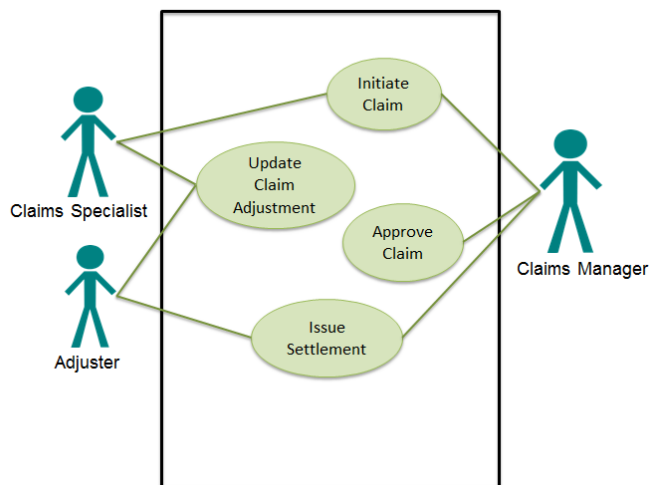 Initiate
Claim
Update
Claim
Adjustment
Claims Specialist
Approve
Claim
Claims Manager
Issue
Settlement
Adjuster